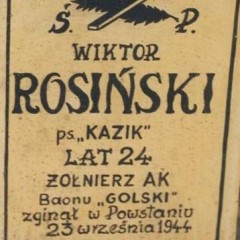 Ś. P.
WIKTOR
ROSIŃSKI
ps. „KAZIK”
LAT 24
ŻOŁNIERZ AK
Baonu „GOLSKI”
zginął w Powstaniu
23 września 1944